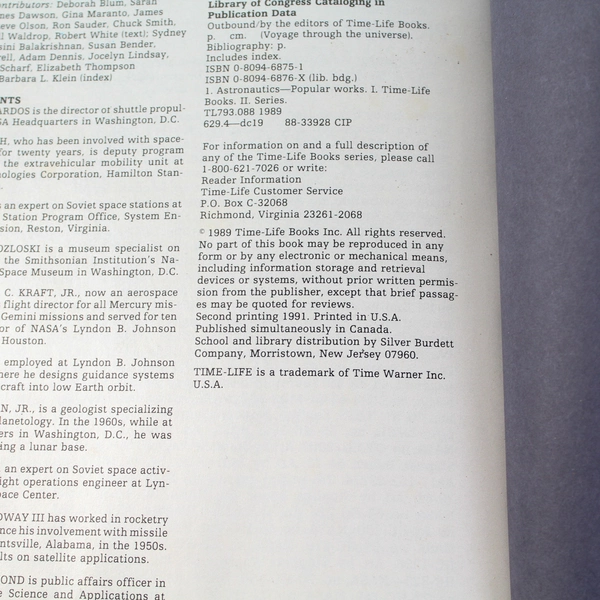 ontributors: Deborah Blum, Sarah
nes Dawson, Gina Maranto, James
eve Olson, Ron Sauder, Chuck Smith,
ll Waldrop, Robert White (text); Sydney
sini Balakrishnan, Susan Bender,
rell, Adam Dennis, Jocelyn Lindsay,
Scharf, Elizabeth Thompson
Barbara L. Klein (index)
NTS
ARDOS is the director of shuttle propul-
SA Headquarters in Washington, D.C.
H, who has been involved with space-
for twenty years, is deputy program
the extravehicular mobility unit at
nologies Corporation, Hamilton Stan-
s an expert on Soviet space stations at
Station Program Office, System En-
sion, Reston, Virginia.
OZLOSKI is a museum specialist on
the Smithsonian Institution's Na-
Space Museum in Washington, D.C.
C. KRAFT, JR., now an aerospace
flight director for all Mercury mis-
Gemini missions and served for ten
or of NASA's Lyndon B. Johnson
Houston.
employed at Lyndon B. Johnson
here he designs guidance systems
craft into low Earth orbit.
N, JR., is a geologist specializing
lanetology. In the 1960s, while at
ers in Washington, D.C., he was
ing a lunar base.
an expert on Soviet space activ-
ight operations engineer at Lyn-
pace Center.
DWAY III has worked in rocketry
nce his involvement with missile
ntsville, Alabama, in the 1950s.
lts on satellite applications.
OND is public affairs officer in
e Science and Applications at
Library of Congress Cataloging in
Publication Data
Outbound/by the editors of Time-Life Books.
p. cm. (Voyage through the universe).
Bibliography: p.
Includes index.
ISBN 0-8094-6875-1
ISBN 0-8094-6876-X (lib. bdg.)
1. Astronautics—Popular works. I. Time-Life
Books. II. Series.
TL793.088 1989
629.4—dc19 88-33928 CIP
For information on and a full description of
any of the Time-Life Books series, please call
1-800-621-7026 or write:
Reader Information
Time-Life Customer Service
P.O. Box C-32068
Richmond, Virginia 23261-2068
© 1989 Time-Life Books Inc. All rights reserved.
No part of this book may be reproduced in any
form or by any electronic or mechanical means,
including information storage and retrieval
devices or systems, without prior written permis-
sion from the publisher, except that brief passag-
es may be quoted for reviews.
Second printing 1991. Printed in U.S.A.
Published simultaneously in Canada.
School and library distribution by Silver Burdett
Company, Morristown, New Jersey 07960.
TIME-LIFE is a trademark of Time Warner Inc.
U.S.A.